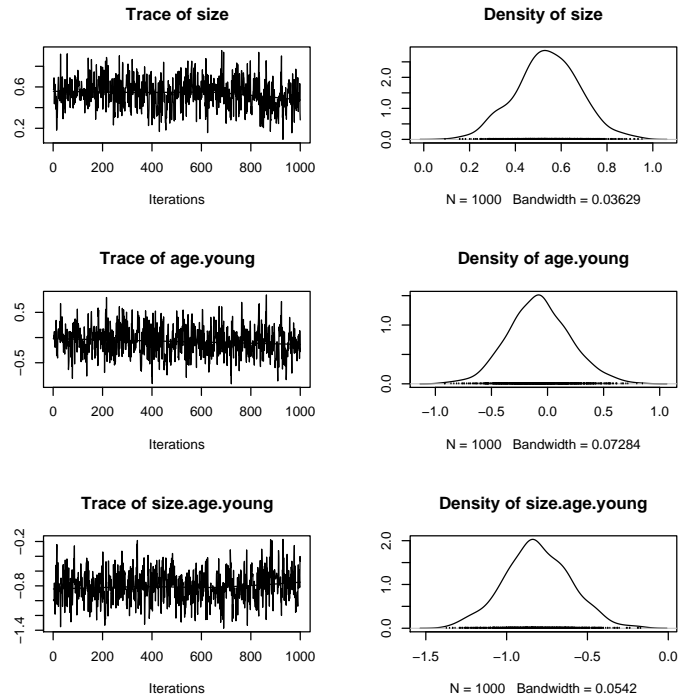 Trace of size
Density of size
0.2 0.6
0.0 1.0 2.0
0 200 400 600 800 1000
0.0 0.2 0.4 0.6 0.8 1.0
Iterations
N = 1000 Bandwidth = 0.03629
Trace of age.young
Density of age.young
−0.5 0.5
0.0 1.0
0 200 400 600 800 1000
−1.0 −0.5 0.0 0.5 1.0
Iterations
N = 1000 Bandwidth = 0.07284
Trace of size.age.young
Density of size.age.young
−1.4 −0.8 −0.2
0.0 1.0 2.0
0 200 400 600 800 1000
−1.5 −1.0 −0.5 0.0
Iterations
N = 1000 Bandwidth = 0.0542